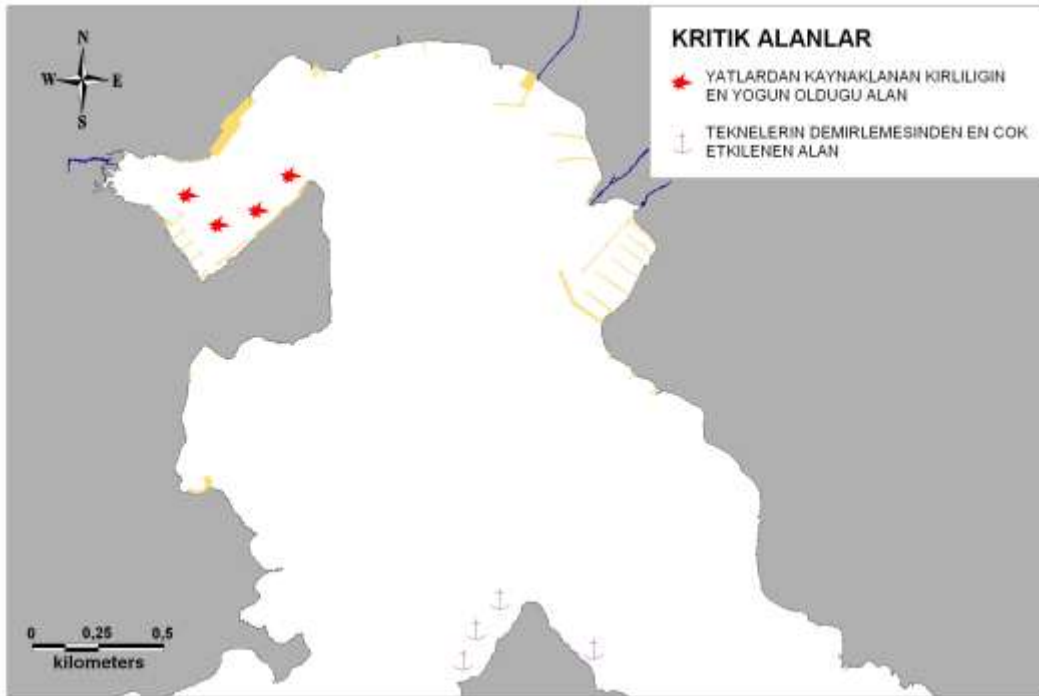 KRITIK ALANLAR
YATLARDAN KAYNAKLANAN KIRLILIGIN
EN YOGUN OLDUGU ALAN
TEKNELERIN DEMIRLEMESINDEN EN COK
ETKILENEN ALAN
N
W E
S
0 0,25 0,5
kilometers